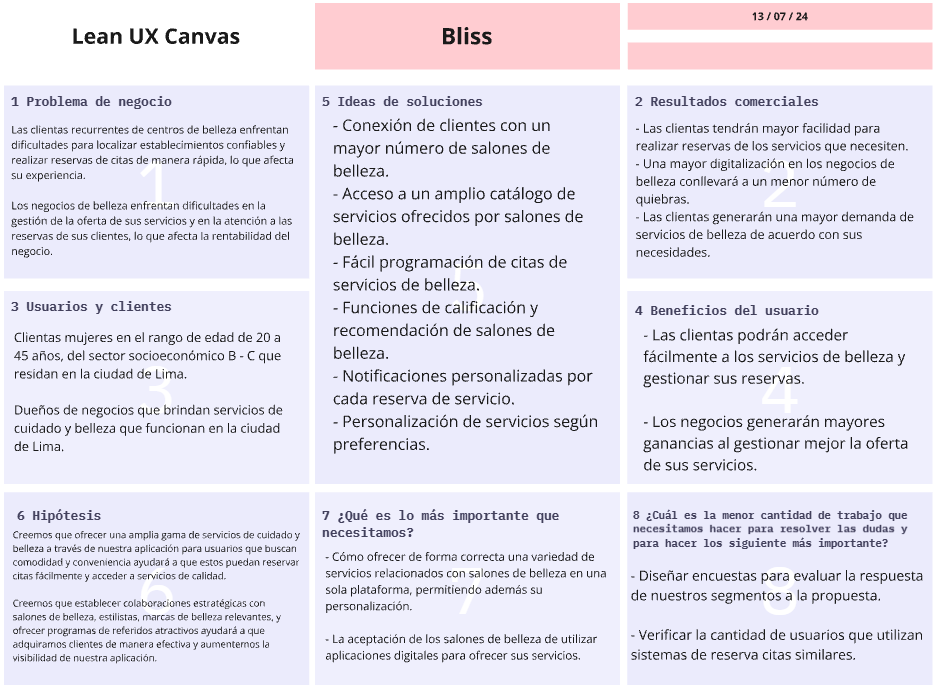 Lean UX Canvas
Bliss
13 / 07 / 24
1 Problema de negocio
Las clientas recurrentes de centros de belleza enfrentan
dificultades para localizar establecimientos confiables y
realizar reservas de citas de manera rápida, lo que afecta
su experiencia.
Los negocios de belleza enfrentan dificultades en la
gestión de la oferta de sus servicios y en la atención a las
reservas de sus clientes, lo que afecta la rentabilidad del
negocio.
1
5 Ideas de soluciones
- Conexión de clientes con un
mayor número de salones de
belleza.
- Acceso a un amplio catálogo de
servicios ofrecidos por salones de
belleza.
- Fácil programación de citas de
servicios de belleza.
- Funciones de calificación y
recomendación de salones de
belleza.
- Notificaciones personalizadas por
cada reserva de servicio.
- Personalización de servicios según
preferencias.
5
2 Resultados comerciales
- Las clientas tendrán mayor facilidad para
realizar reservas de los servicios que necesiten.
- Una mayor digitalización en los negocios de
belleza conllevará a un menor número de
quiebras.
- Las clientas generarán una mayor demanda de
servicios de belleza de acuerdo con sus
necesidades.
2
3 Usuarios y clientes
Clientas mujeres en el rango de edad de 20 a
45 años, del sector socioeconómico B - C que
residan en la ciudad de Lima.
Dueños de negocios que brindan servicios de
cuidado y belleza que funcionan en la ciudad
de Lima.
3
4 Beneficios del usuario
- Las clientas podrán acceder
fácilmente a los servicios de belleza y
gestionar sus reservas.
- Los negocios generarán mayores
ganancias al gestionar mejor la oferta
de sus servicios.
4
6 Hipótesis
Creemos que ofrecer una amplia gama de servicios de cuidado y
belleza a través de nuestra aplicación para usuarios que buscan
comodidad y conveniencia ayudará a que estos puedan reservar
citas fácilmente y acceder a servicios de calidad.
Creemos que establecer colaboraciones estratégicas con
salones de belleza, estilistas, marcas de belleza relevantes, y
ofrecer programas de referidos atractivos ayudará a que
adquiramos clientes de manera efectiva y aumentemos la
visibilidad de nuestra aplicación.
6
7 ¿Qué es lo más importante que
necesitamos?
- Cómo ofrecer de forma correcta una variedad de
servicios relacionados con salones de belleza en una
sola plataforma, permitiendo además su
personalización.
- La aceptación de los salones de belleza de utilizar
aplicaciones digitales para ofrecer sus servicios.
7
8 ¿Cuál es la menor cantidad de trabajo que
necesitamos hacer para resolver las dudas y
para hacer los siguiente más importante?
- Diseñar encuestas para evaluar la respuesta
de nuestros segmentos a la propuesta.
- Verificar la cantidad de usuarios que utilizan
sistemas de reserva citas similares.
8